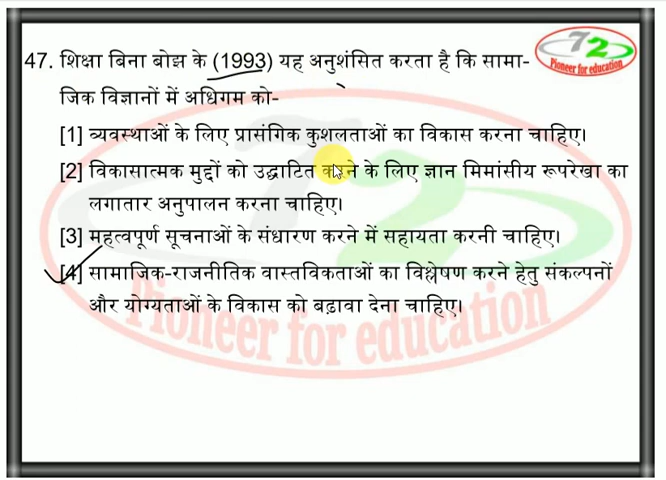 47. शिक्षा बिना बोझ के (1993) यह अनुशंसित करता है कि सामा-
72
Pioneer for education
जिक विज्ञानों में अधिगम को-
[1] व्यवस्थाओं के लिए प्रासंगिक कुशलताओं का विकास करना चाहिए।
[2] विकासात्मक मुद्दों को उद्घाटित करने के लिए ज्ञान मिमांसीय रूपरेखा का
लगातार अनुपालन करना चाहिए।
[3] महत्वपूर्ण सूचनाओं के संधारण करने में सहायता करनी चाहिए।
[4] सामाजिक-राजनीतिक वास्तविकताओं का विश्लेषण करने हेतु संकल्पनों
और योग्यताओं के विकास को बढ़ावा देना चाहिए।
72
Pioneer for education